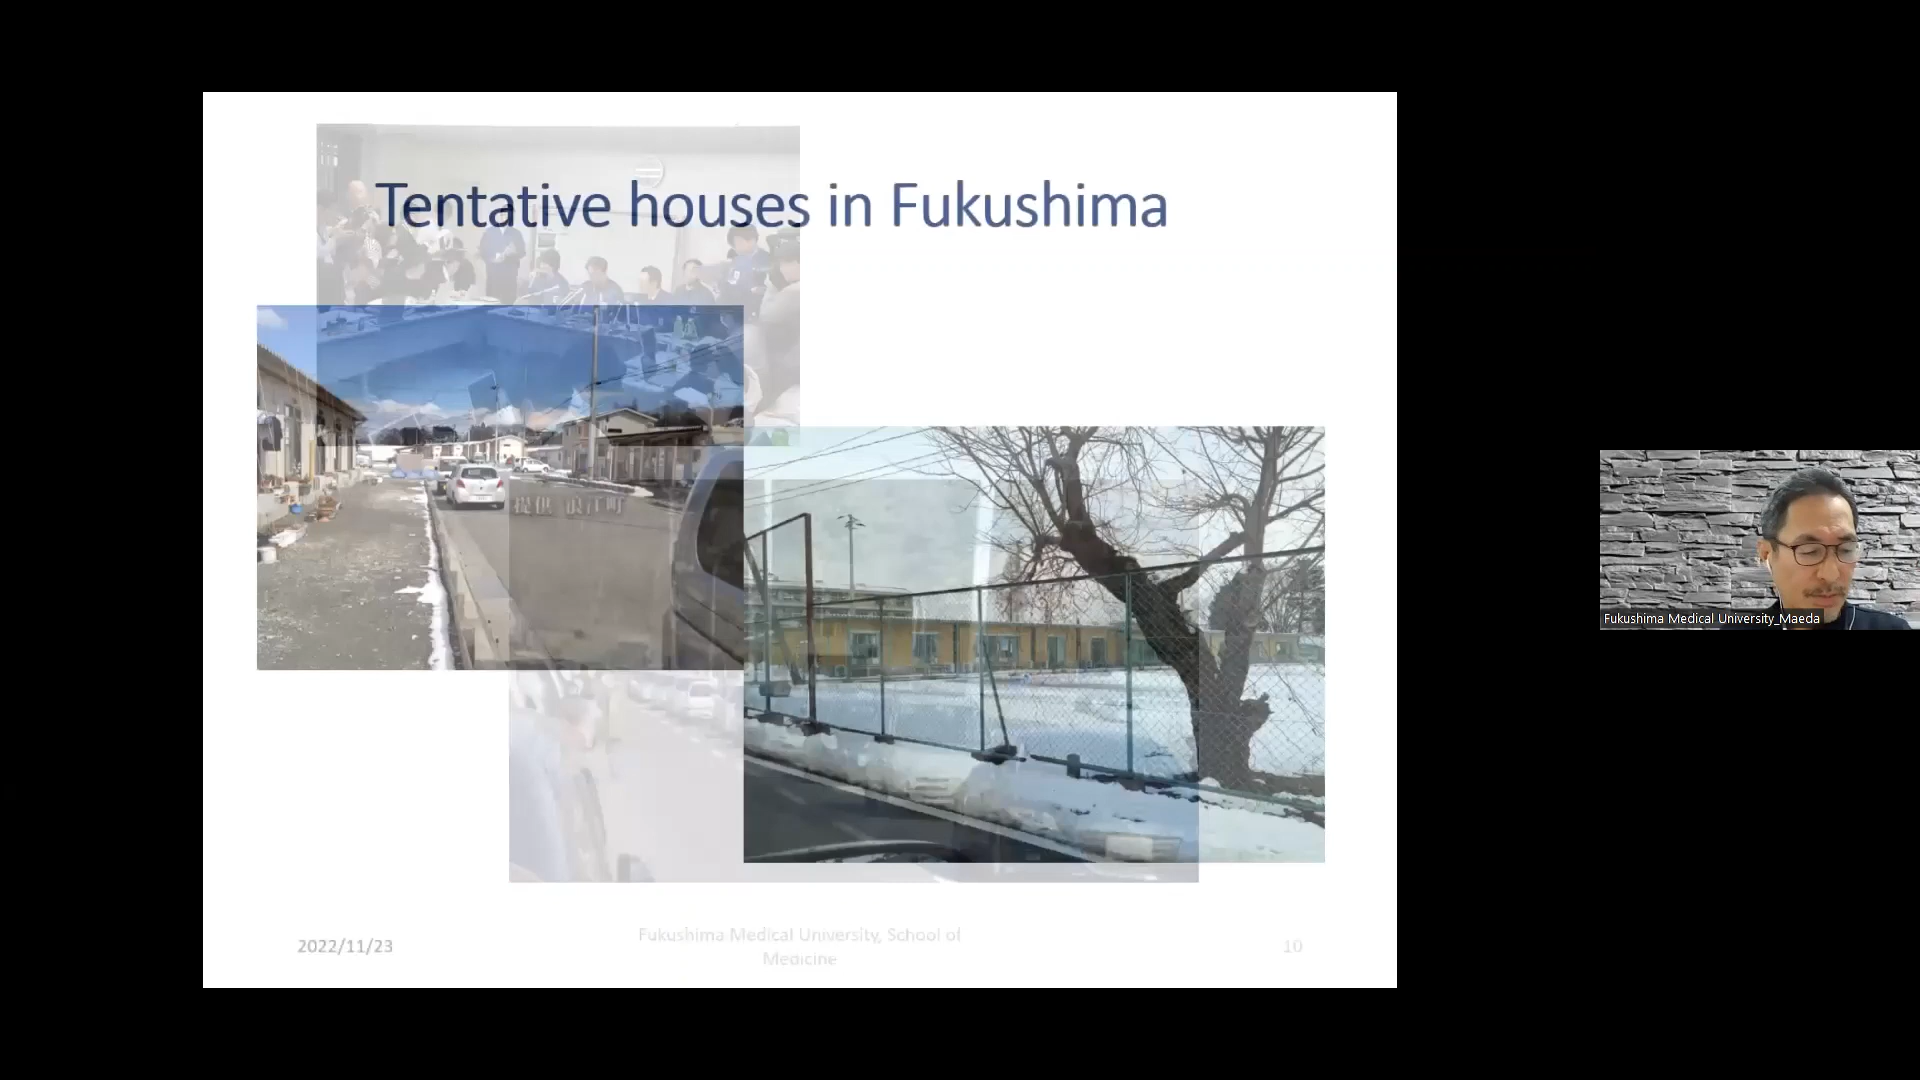 Tentative houses in Fukushima
提供 浪江町
2022/11/23
Fukushima Medical University, School of
Medicine
10
Fukushima Medical University_Maeda